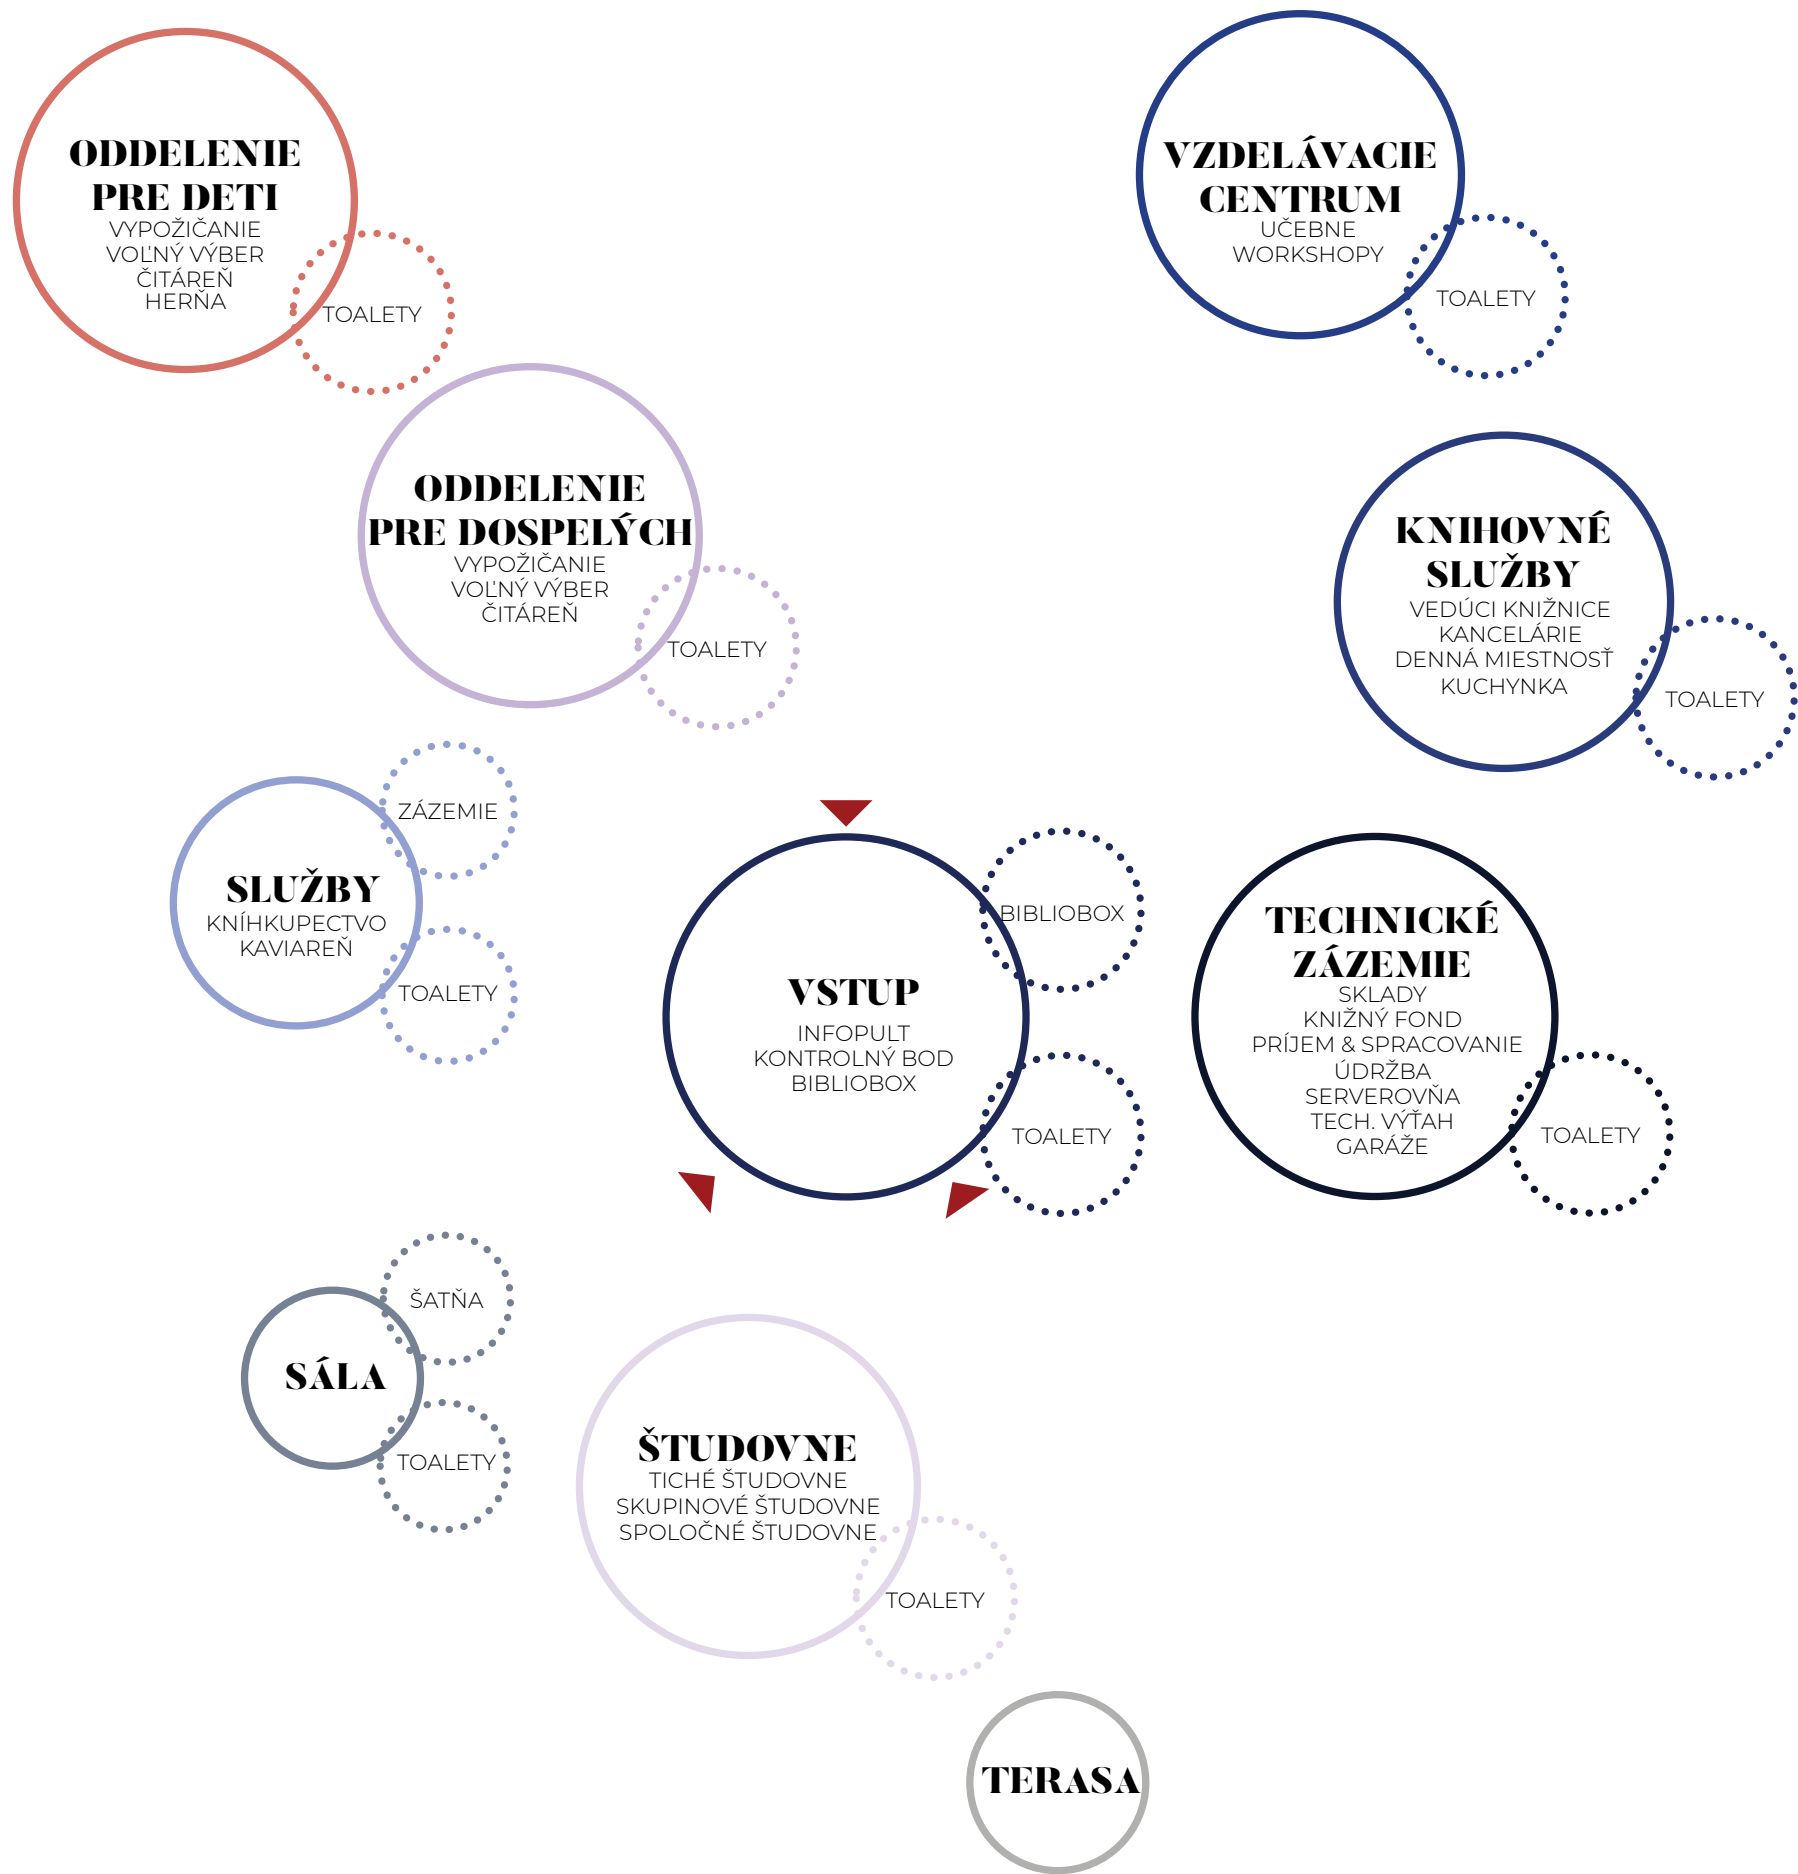 ODDELENIE
PRE DETI
VYPOŽIČANIE
VOĽNÝ VÝBER
ČITÁREŇ
HERŇA
TOALETY
VZDELÁVACIE
CENTRUM
UČEBNE
WORKSHOPY
TOALETY
ODDELENIE
PRE DOSPELÝCH
VYPOŽIČANIE
VOĽNÝ VÝBER
ČITÁREŇ
TOALETY
KNIHOVNÉ
SLUŽBY
VEDÚCI KNIŽNICE
KANCELÁRIE
DENNÁ MIESTNOSŤ
KUCHYNKA
TOALETY
ZÁZEMIE
SLUŽBY
KNÍHKUPECTVO
KAVIAREŇ
TOALETY
BIBLIOBOX
VSTUP
INFOPULT
KONTROLNÝ BOD
BIBLIOBOX
TOALETY
TECHNICKÉ
ZÁZEMIE
SKLADY
KNIŽNÝ FOND
PRÍJEM & SPRACOVANIE
ÚDRŽBA
SERVEROVŇA
TECH. VÝŤAH
GARÁŽE
TOALETY
ŠATŇA
SÁLA
TOALETY
ŠTUDOVNE
TICHÉ ŠTUDOVNE
SKUPINOVÉ ŠTUDOVNE
SPOLOČNÉ ŠTUDOVNE
TOALETY
TERASA